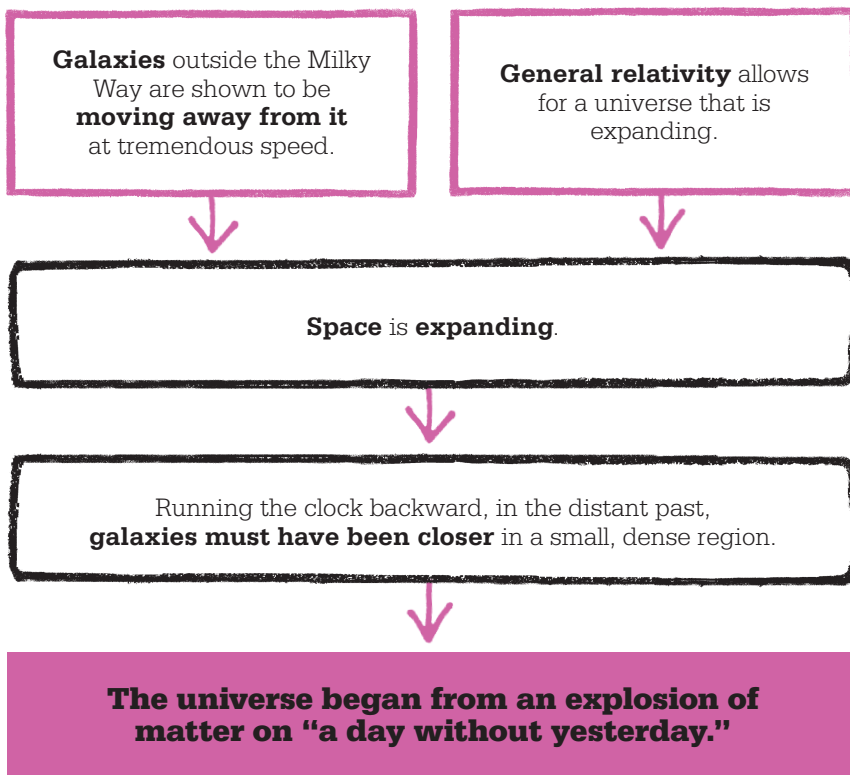 Galaxies outside the Milky
Way are shown to be
moving away from it
at tremendous speed.
General relativity allows
for a universe that is
expanding.
Space is expanding.
Running the clock backward, in the distant past,
galaxies must have been closer in a small, dense region.
The universe began from an explosion of
matter on “a day without yesterday.”